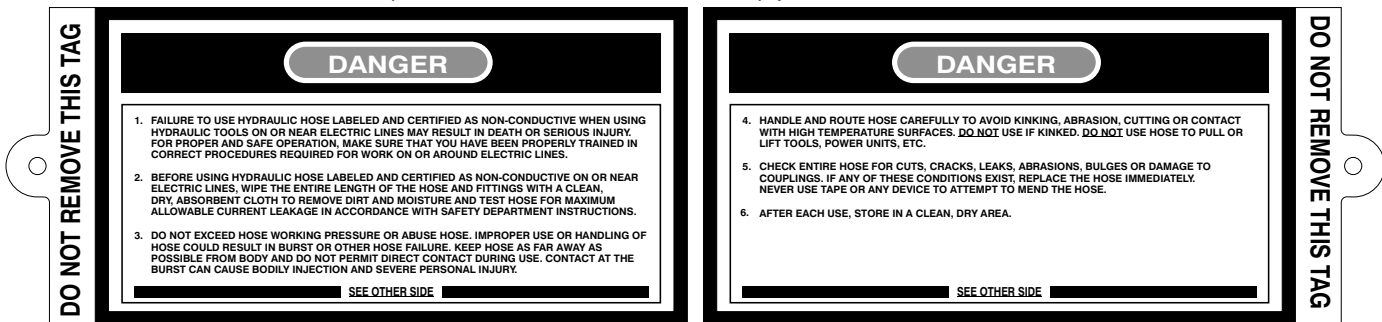 DO NOT REMOVE THIS TAG
DANGER
1. FAILURE TO USE HYDRAULIC HOSE LABELED AND CERTIFIED AS NON-CONDUCTIVE WHEN USING
HYDRAULIC TOOLS ON OR NEAR ELECTRIC LINES MAY RESULT IN DEATH OR SERIOUS INJURY.
FOR PROPER AND SAFE OPERATION, MAKE SURE THAT YOU HAVE BEEN PROPERLY TRAINED IN
CORRECT PROCEDURES REQUIRED FOR WORK ON OR AROUND ELECTRIC LINES.
2. BEFORE USING HYDRAULIC HOSE LABELED AND CERTIFIED AS NON-CONDUCTIVE ON OR NEAR
ELECTRIC LINES, WIPE THE ENTIRE LENGTH OF THE HOSE AND FITTINGS WITH A CLEAN,
DRY, ABSORBENT CLOTH TO REMOVE DIRT AND MOISTURE AND TEST HOSE FOR MAXIMUM
ALLOWABLE CURRENT LEAKAGE IN ACCORDANCE WITH SAFETY DEPARTMENT INSTRUCTIONS.
3. DO NOT EXCEED HOSE WORKING PRESSURE OR ABUSE HOSE. IMPROPER USE OR HANDLING OF
HOSE COULD RESULT IN BURST OR OTHER HOSE FAILURE. KEEP HOSE AS FAR AWAY AS
POSSIBLE FROM BODY AND DO NOT PERMIT DIRECT CONTACT DURING USE. CONTACT AT THE
BURST CAN CAUSE BODILY INJECTION AND SEVERE PERSONAL INJURY.
SEE OTHER SIDE
DANGER
4. HANDLE AND ROUTE HOSE CAREFULLY TO AVOID KINKING, ABRASION, CUTTING OR CONTACT
WITH HIGH TEMPERATURE SURFACES. DO NOT USE IF KINKED. DO NOT USE HOSE TO PULL OR
LIFT TOOLS, POWER UNITS, ETC.
5. CHECK ENTIRE HOSE FOR CUTS, CRACKS, LEAKS, ABRASIONS, BULGES OR DAMAGE TO
COUPLINGS. IF ANY OF THESE CONDITIONS EXIST, REPLACE THE HOSE IMMEDIATELY.
NEVER USE TAPE OR ANY DEVICE TO ATTEMPT TO MEND THE HOSE.
6. AFTER EACH USE, STORE IN A CLEAN, DRY AREA.
SEE OTHER SIDE
DO NOT REMOVE THIS TAG